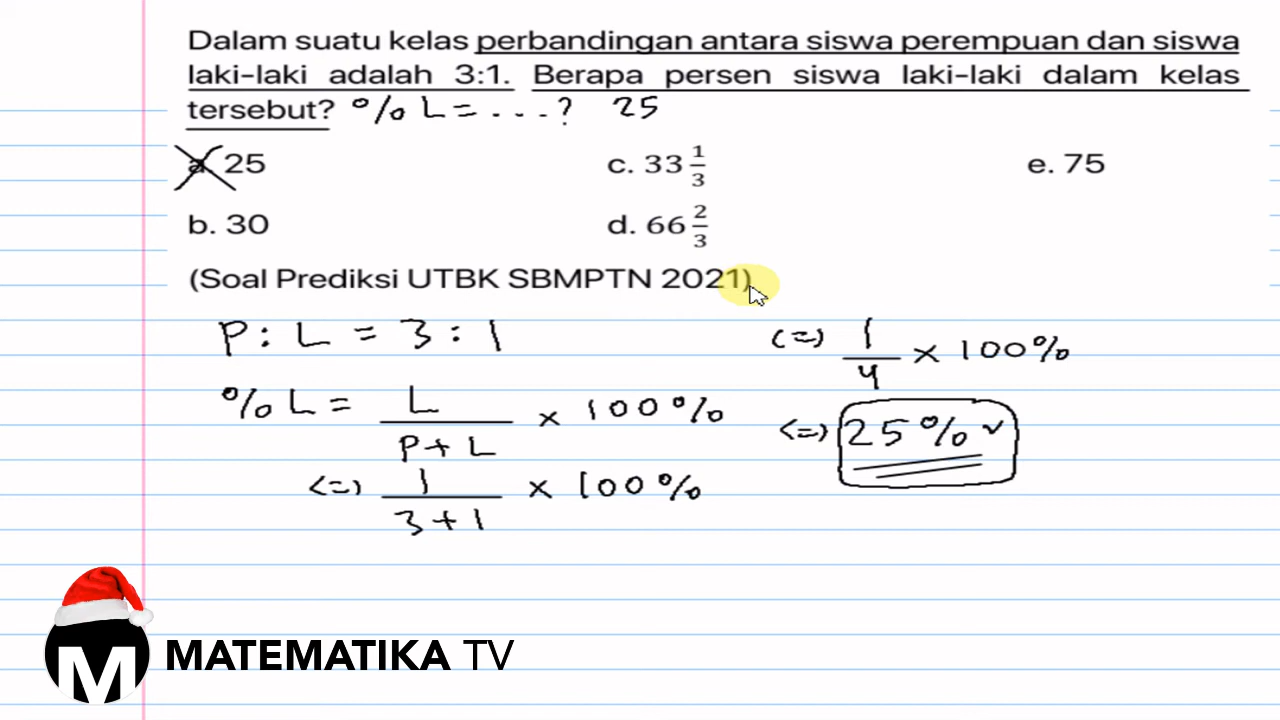 Dalam suatu kelas perbandingan antara siswa perempuan dan siswa
laki-laki adalah 3:1. Berapa persen siswa laki-laki dalam kelas
tersebut? % L = ...? 25
a. 25 c. 33 1/3 e. 75
b. 30 d. 66 2/3
(Soal Prediksi UTBK SBMPTN 2021)
P : L = 3 : 1
% L = L/(P + L) × 100 %
(=) 1/(3 + 1) × 100 %
(=) 1/4 × 100 %
(=) 25 % ✓
M MATEMATIKA TV